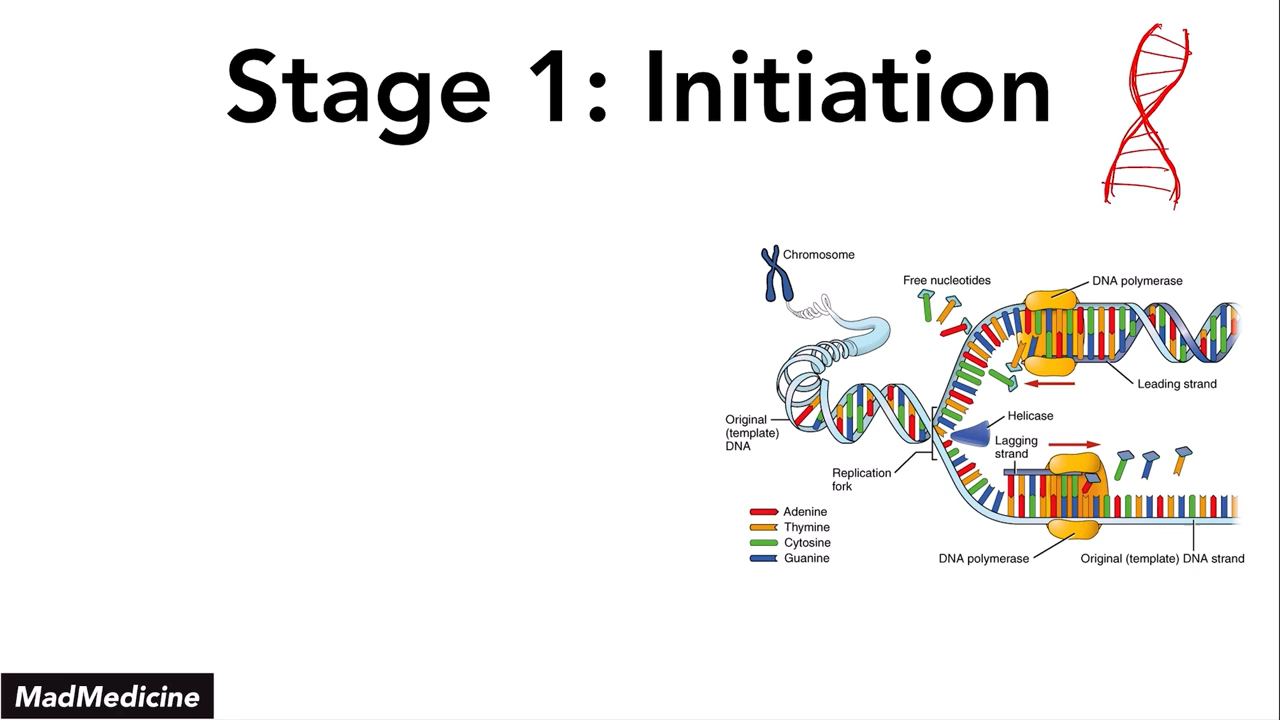 Stage 1: Initiation
Chromosome
Free nucleotides
DNA polymerase
Leading strand
Helicase
Original
(template)
DNA
Lagging
strand
Replication
fork
Adenine
Thymine
Cytosine
Guanine
DNA polymerase
Original (template) DNA strand
MadMedicine